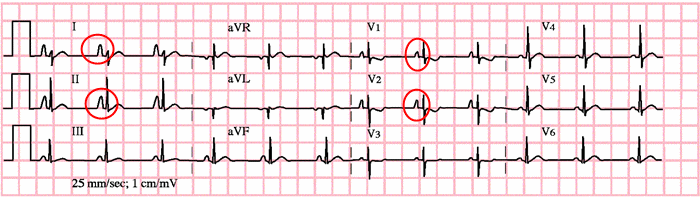 I aVR V1 V4
II aVL V2 V5
III aVF V3 V6
25 mm/sec; 1 cm/mV